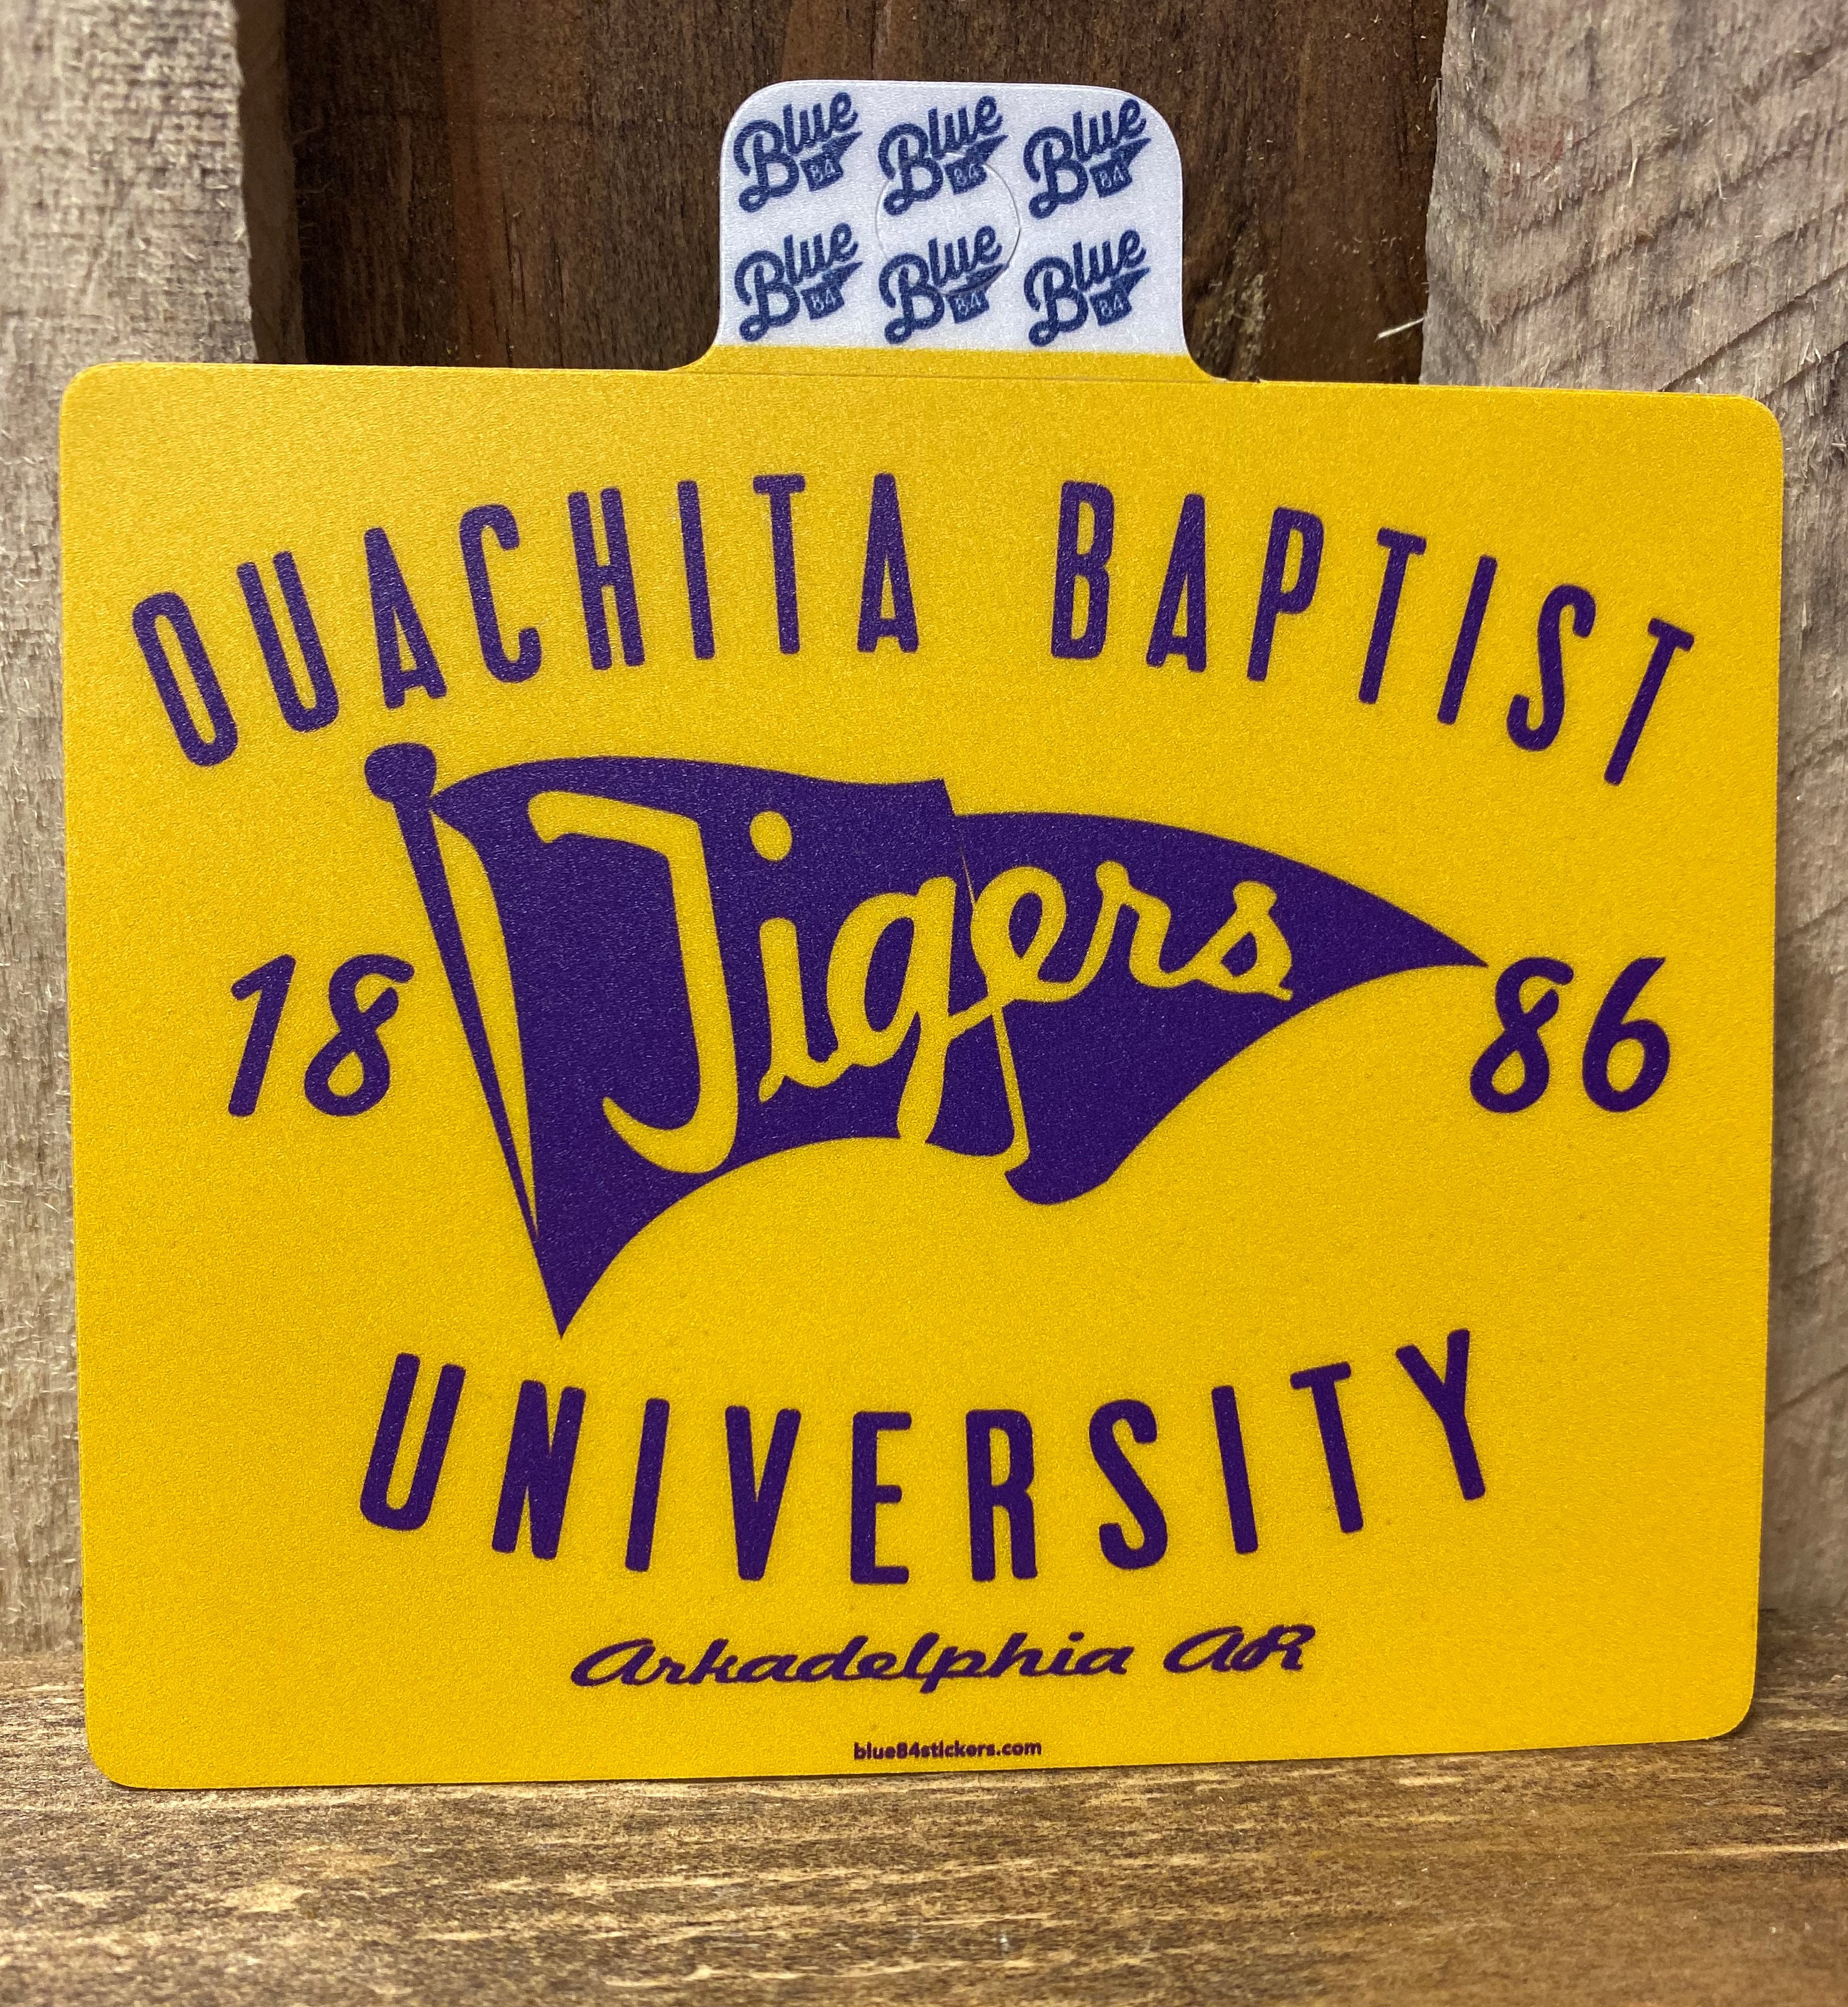 Blue 84 Blue 84 Blue 84
Blue 84 Blue 84 Blue 84
OUACHITA BAPTIST
Tigers
18 86
UNIVERSITY
Arkadelphia AR
blue84stickers.com